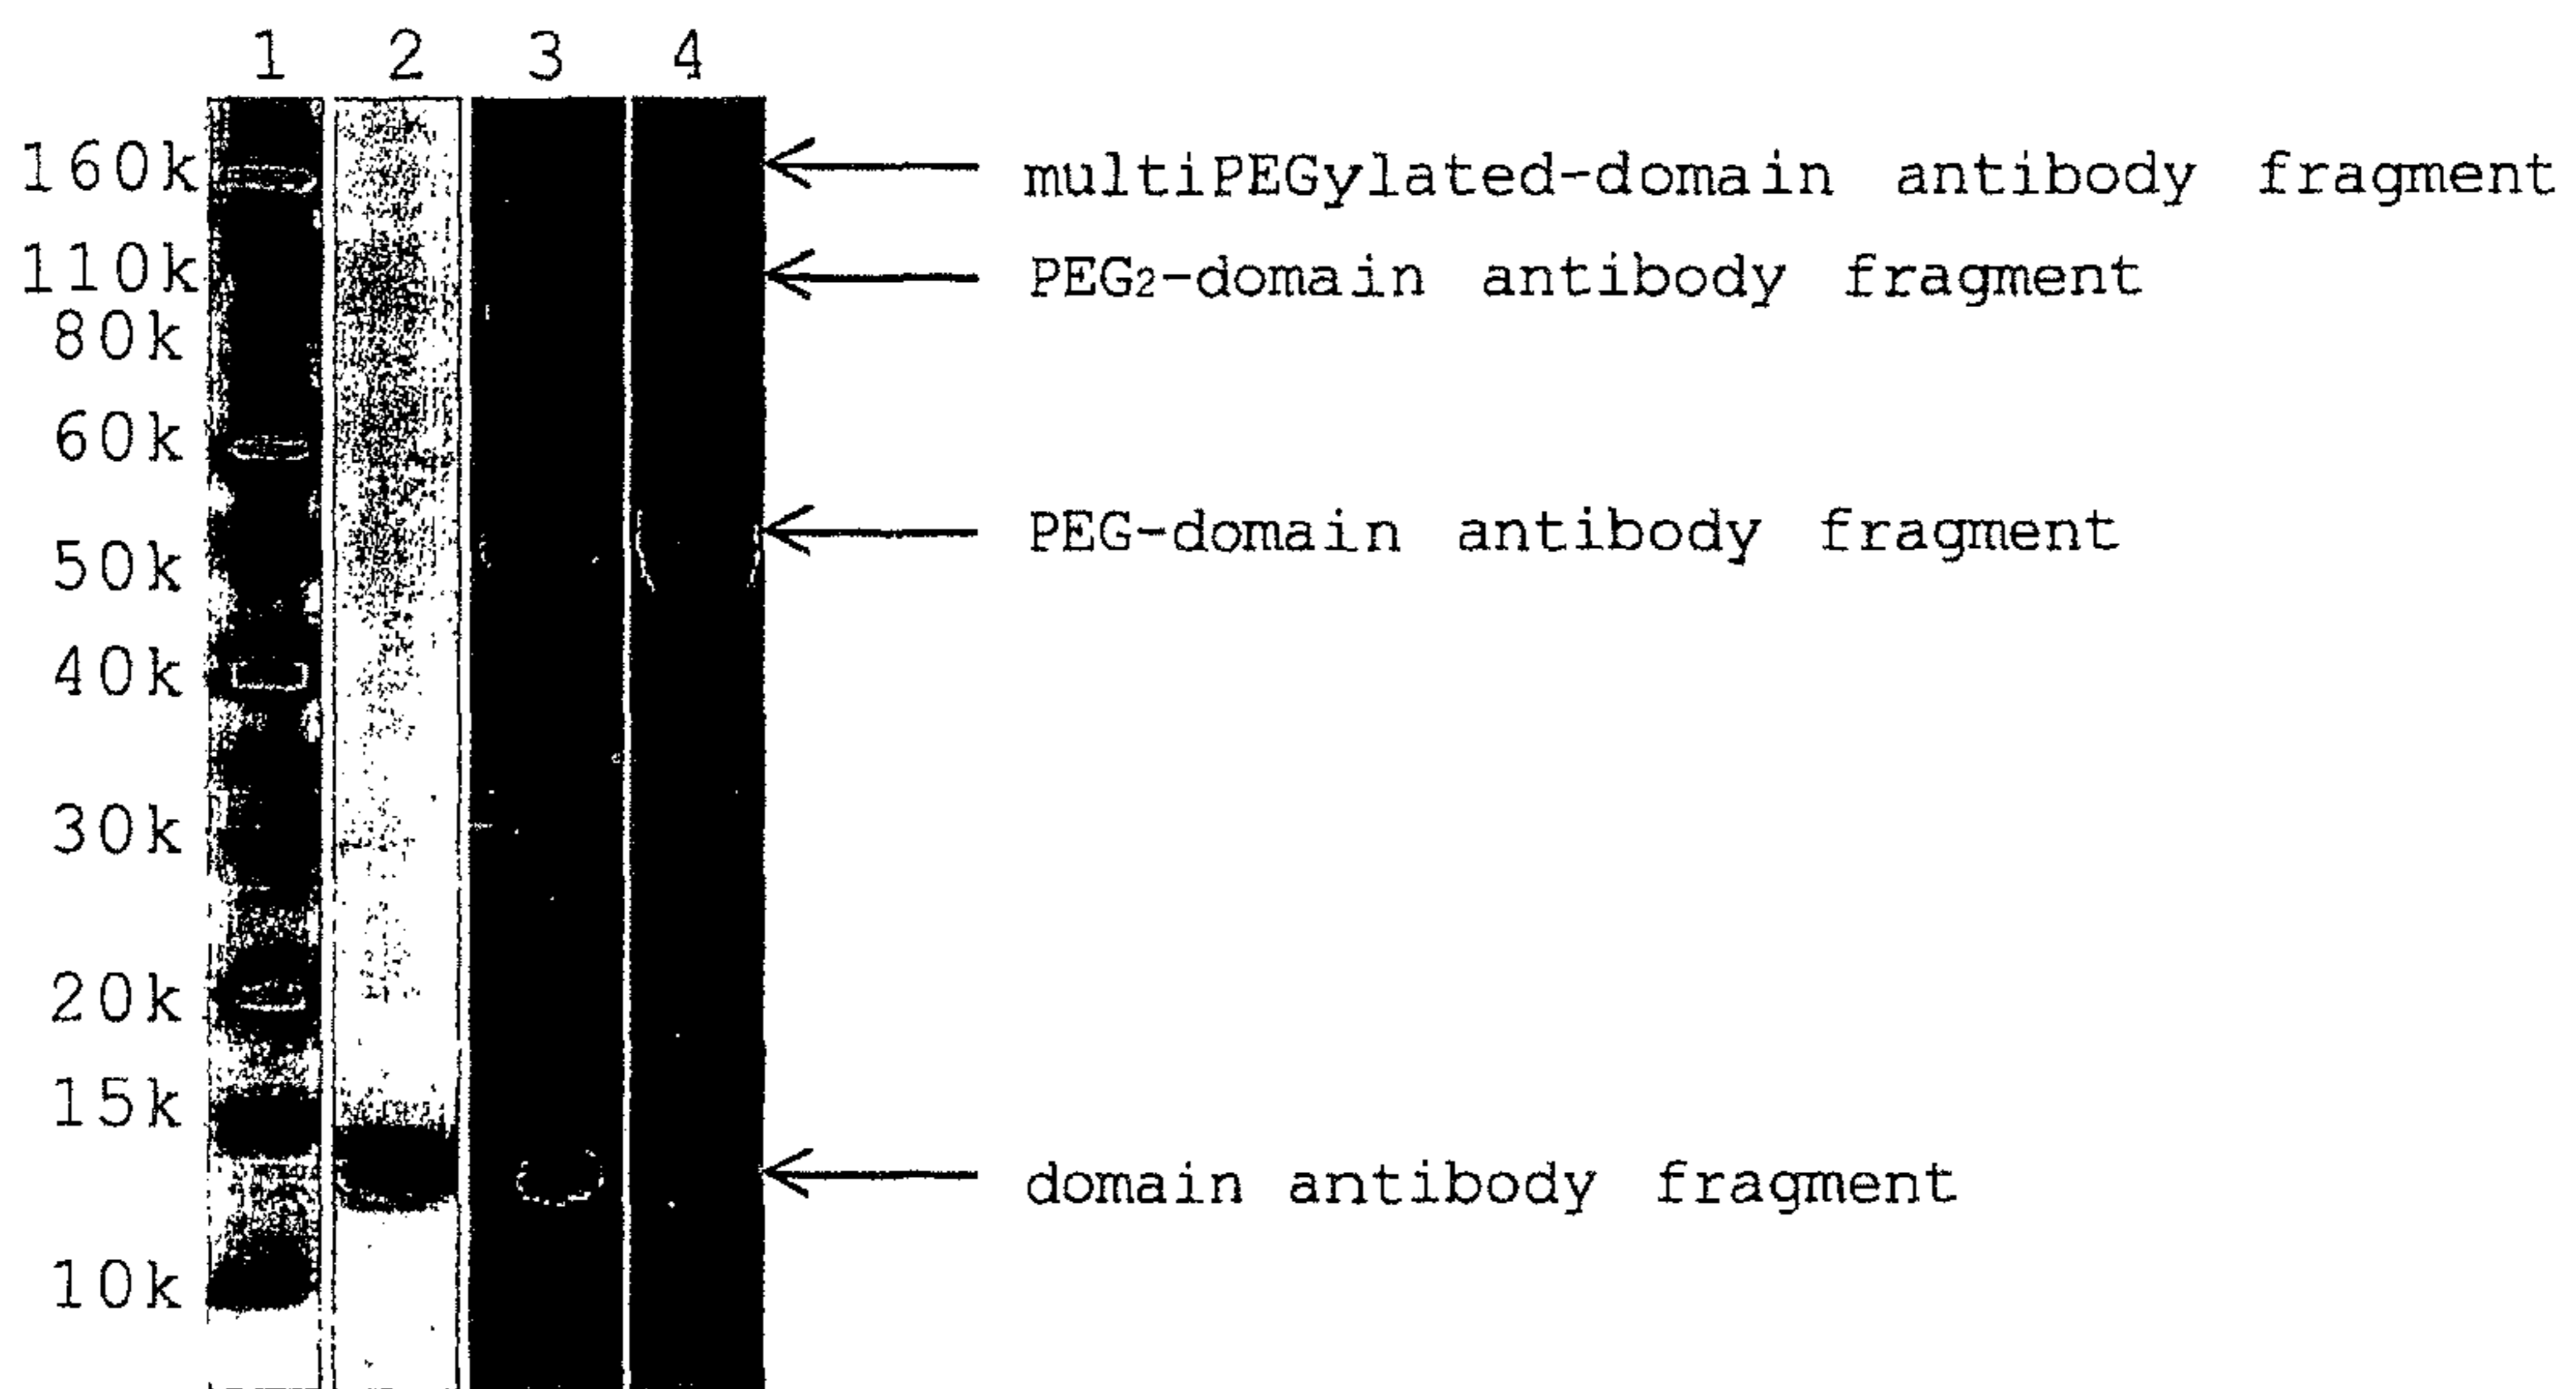 1 2 3 4
160k
multiPEGylated-domain antibody fragment
110k
PEG2-domain antibody fragment
80k
60k
PEG-domain antibody fragment
50k
40k
30k
20k
15k
domain antibody fragment
10k